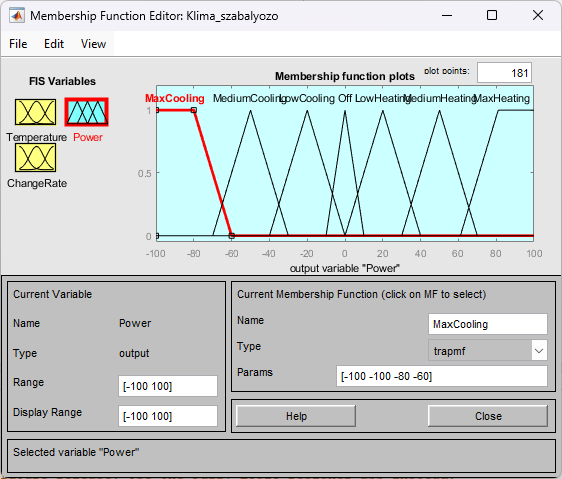 Membership Function Editor: Klima_szabalyozo
File Edit View
FIS Variables
Temperature
Power
ChangeRate
Membership function plots
plot points:
181
MaxCooling
MediumCooling
LowCooling
Off
LowHeating
MediumHeating
MaxHeating
1
0.5
0
-100 -80 -60 -40 -20 0 20 40 60 80 100
output variable "Power"
Current Variable
Name Power
Type output
Range [-100 100]
Display Range [-100 100]
Current Membership Function (click on MF to select)
Name MaxCooling
Type trapmf
Params [-100 -100 -80 -60]
Help Close
Selected variable "Power"